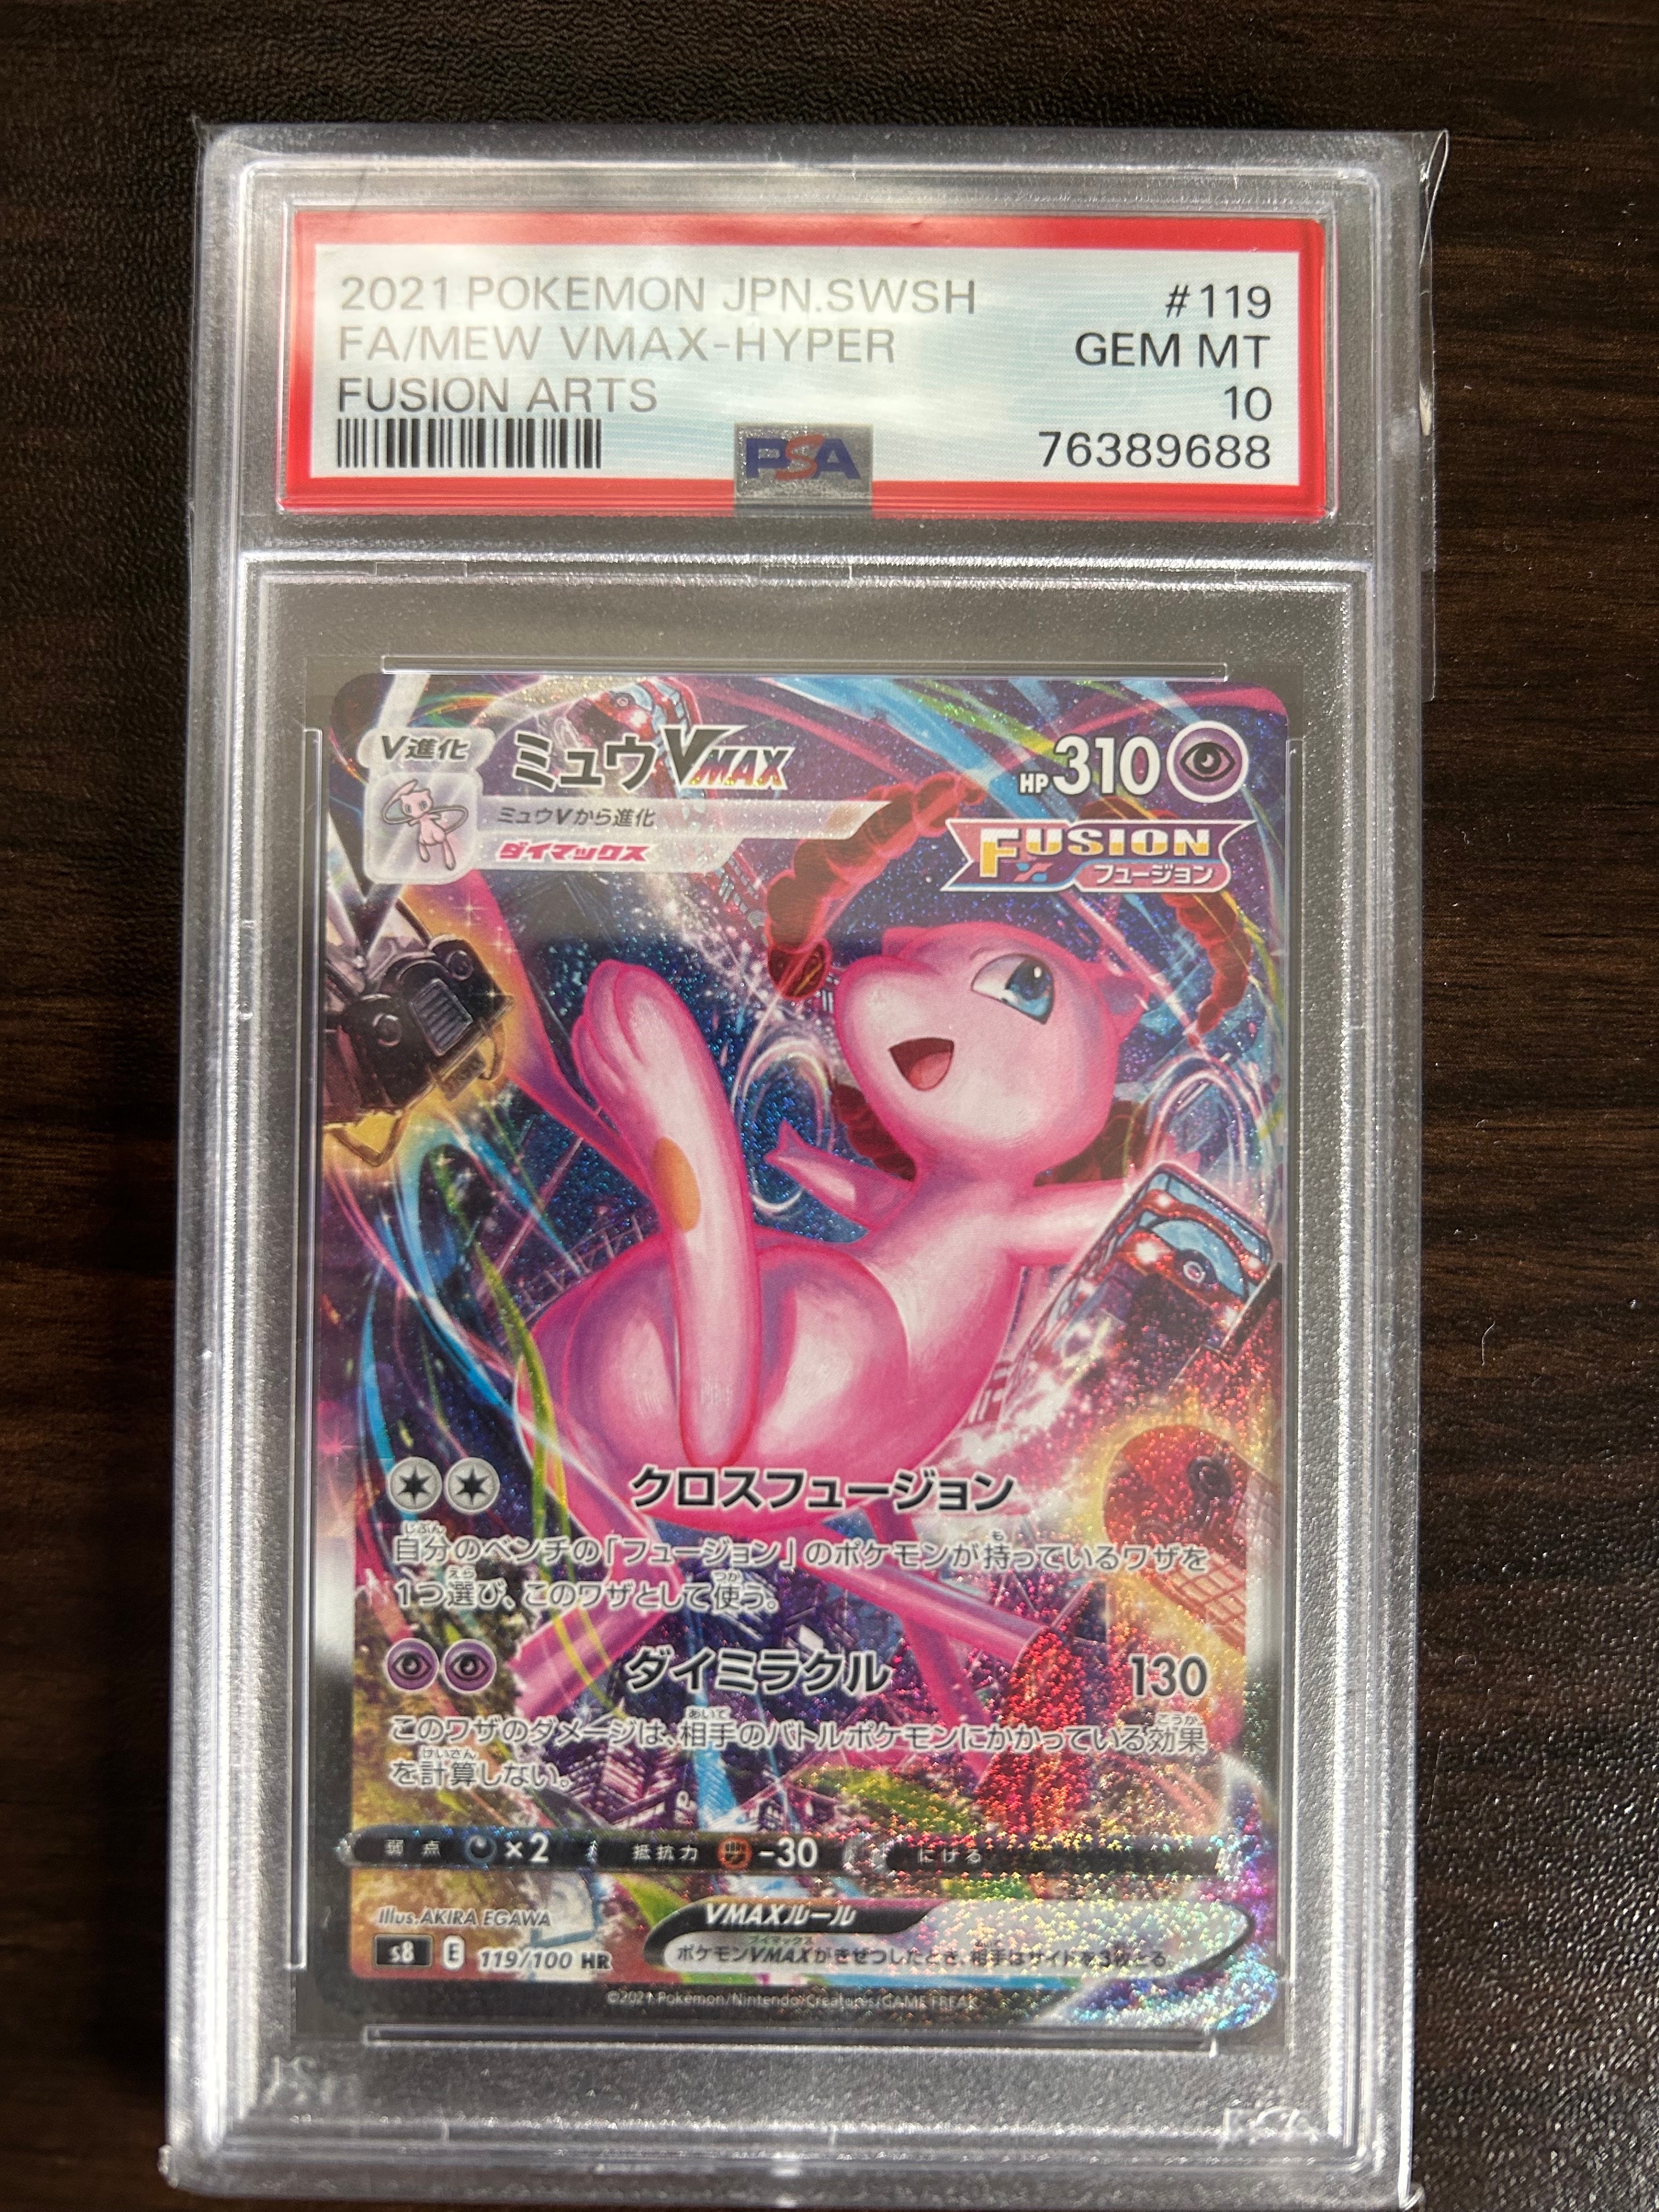 2021 POKEMON JPN.SWSH #119
FA/MEW VMAX-HYPER GEM MT
FUSION ARTS 10
PSA 76389688
V進化 ミュウVMAX HP310
ミュウVから進化
ダイマックス
FUSION
フュージョン
クロスフュージョン
自分のベンチの「フュージョン」のポケモンが持っているワザを
1つ選び、このワザとして使う。
ダイミラクル 130
このワザのダメージは、相手のバトルポケモンにかかっている効果
を計算しない。
弱点 ×2 抵抗力 -30 にげる
Illus. AKIRA EGAWA
VMAXルール
s8 E 119/100 HR
ポケモンVMAXがきぜつしたとき、相手はサイドを3枚とる
©2021 Pokémon/Nintendo/Creatures/GAME FREAK